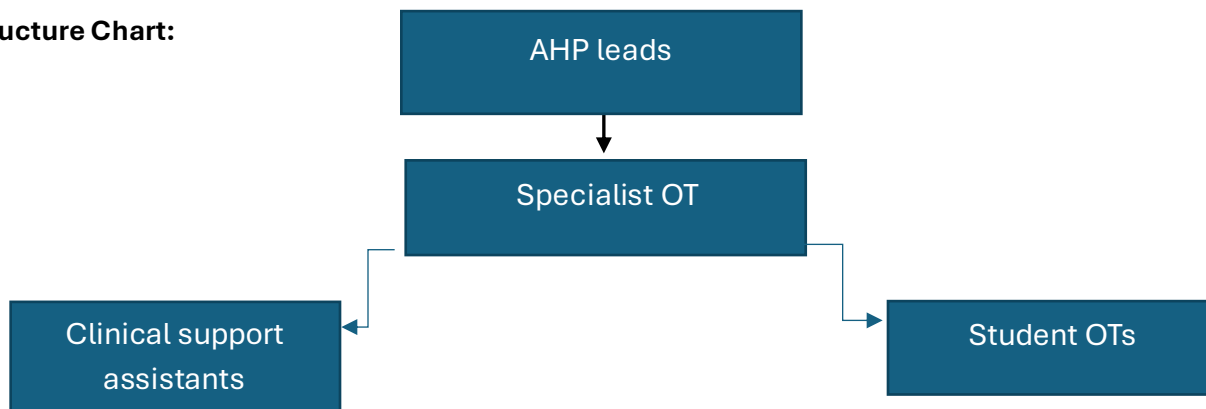 ucture Chart:
AHP leads
Specialist OT
Clinical support
assistants
Student OTs